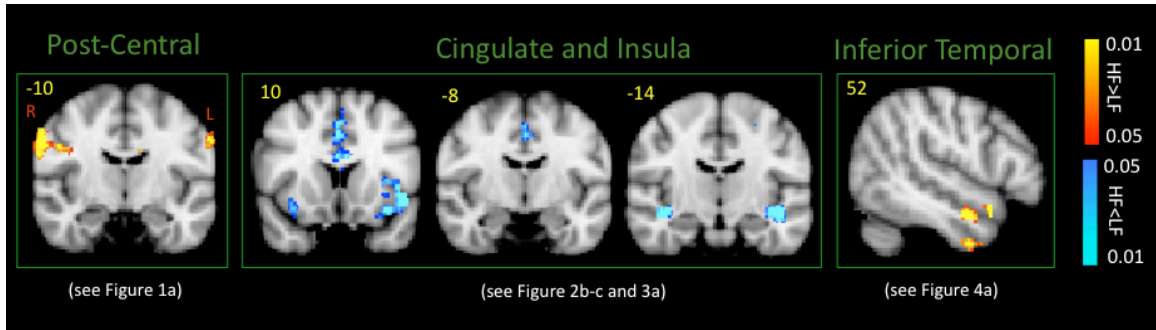 Post-Central
Cingulate and Insula
Inferior Temporal
-10
R
L
10
-8
-14
52
0.01
HF>LF
0.05
0.05
HF<LF
0.01
(see Figure 1a)
(see Figure 2b-c and 3a)
(see Figure 4a)